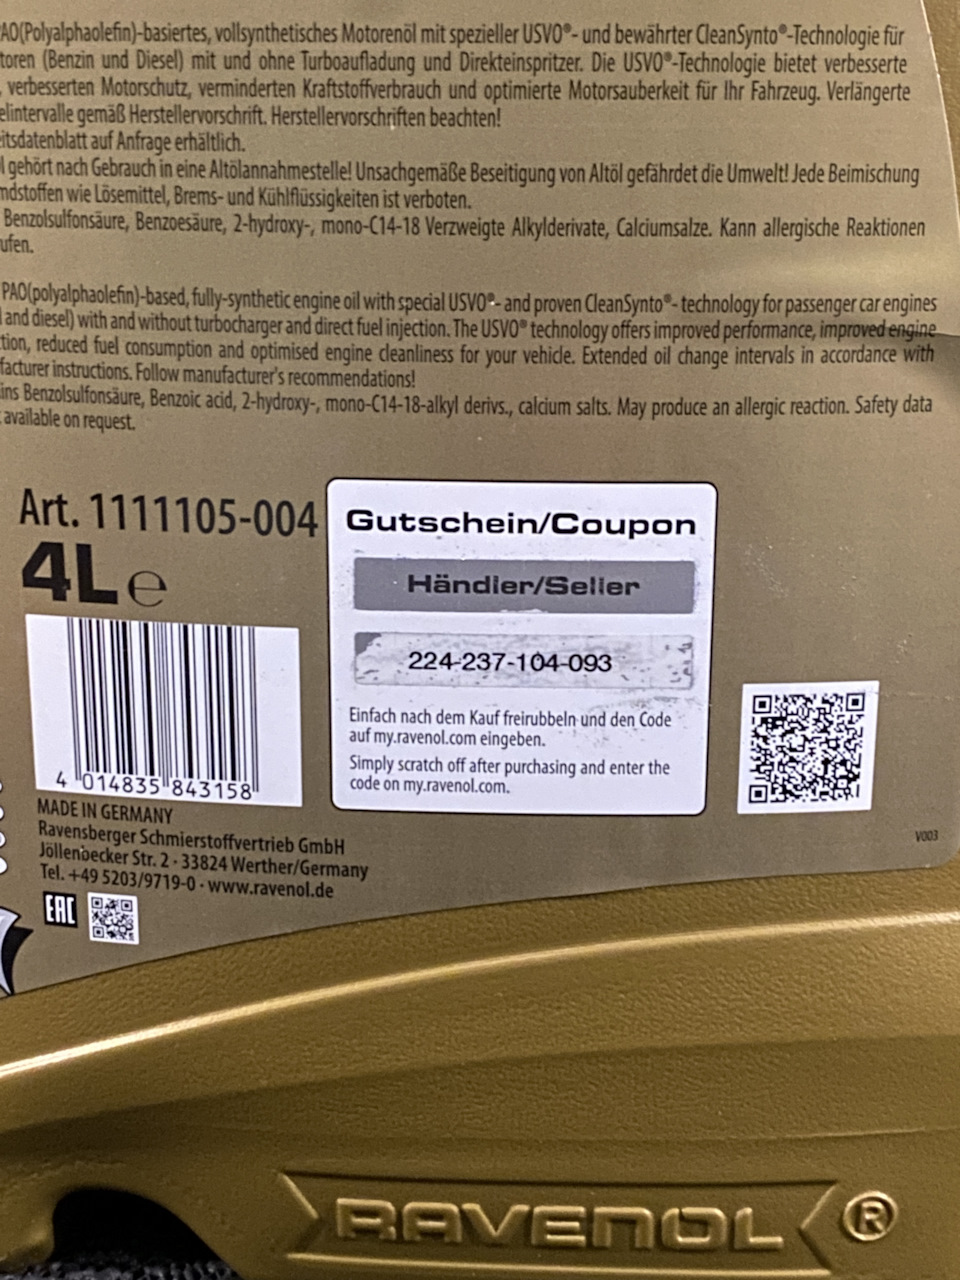 PAO(Polyalphaolefin)-basiertes, vollsynthetisches Motorenöl mit spezieller USVO®- und bewährter CleanSynto®-Technologie für
toren (Benzin und Diesel) mit und ohne Turboaufladung und Direkteinspritzer. Die USVO®-Technologie bietet verbesserte
, verbesserten Motorschutz, verminderten Kraftstoffverbrauch und optimierte Motorsauberkeit für Ihr Fahrzeug. Verlängerte
elintervalle gemäß Herstellervorschrift. Herstellervorschriften beachten!
itsdatenblatt auf Anfrage erhältlich.
l gehört nach Gebrauch in eine Altölannahmestelle! Unsachgemäße Beseitigung von Altöl gefährdet die Umwelt! Jede Beimischung
ndstoffen wie Lösemittel, Brems- und Kühlflüssigkeiten ist verboten.
Benzolsulfonsäure, Benzoesäure, 2-hydroxy-, mono-C14-18 Verzweigte Alkylderivate, Calciumsalze. Kann allergische Reaktionen
ufen.
PAO(polyalphaolefin)-based, fully-synthetic engine oil with special USVO®- and proven CleanSynto®- technology for passenger car engines
and diesel) with and without turbocharger and direct fuel injection. The USVO® technology offers improved performance, improved engine
tion, reduced fuel consumption and optimised engine cleanliness for your vehicle. Extended oil change intervals in accordance with
facturer instructions. Follow manufacturer's recommendations!
ins Benzolsulfonsäure, Benzoic acid, 2-hydroxy-, mono-C14-18-alkyl derivs., calcium salts. May produce an allergic reaction. Safety data
available on request.
Art. 1111105-004
4L e
4 014835 843158
MADE IN GERMANY
Ravensberger Schmierstoffvertrieb GmbH
Jöllenbecker Str. 2 · 33824 Werther/Germany
Tel. +49 5203/9719-0 · www.ravenol.de
EAC
Gutschein/Coupon
Händler/Seller
224-237-104-093
Einfach nach dem Kauf freirubbeln und den Code
auf my.ravenol.com eingeben.
Simply scratch off after purchasing and enter the
code on my.ravenol.com.
V003
RAVENOL ®